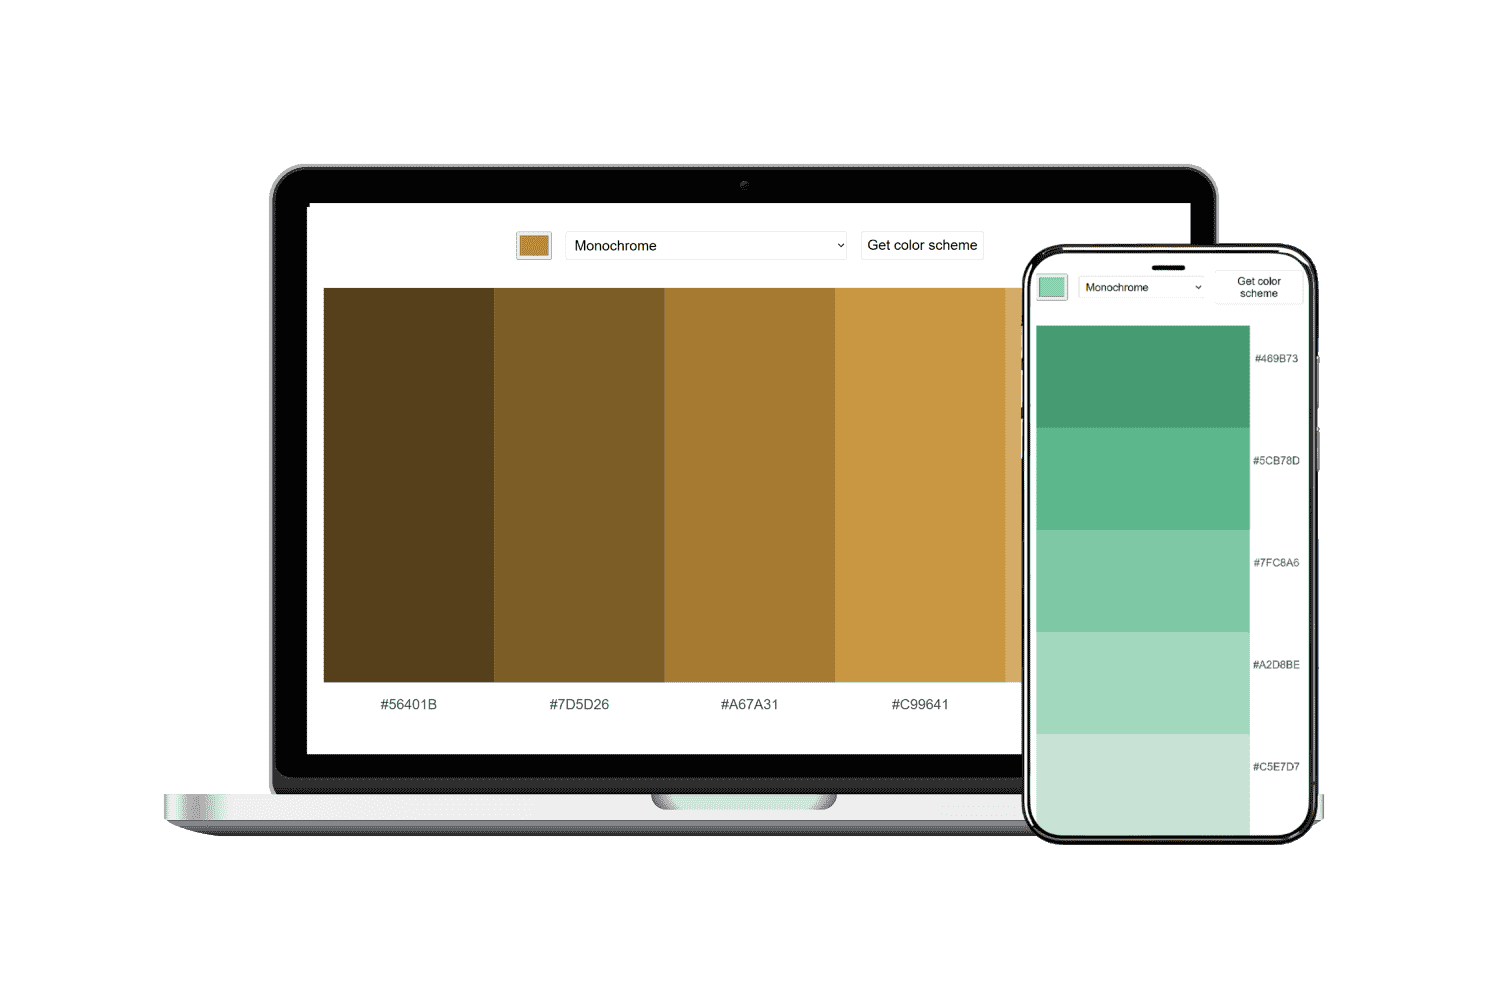 Monochrome
Get color scheme
#56401B
#7D5D26
#A67A31
#C99641
Monochrome
Get color
scheme
#469B73
#5CB78D
#7FC8A6
#A2D8BE
#C5E7D7